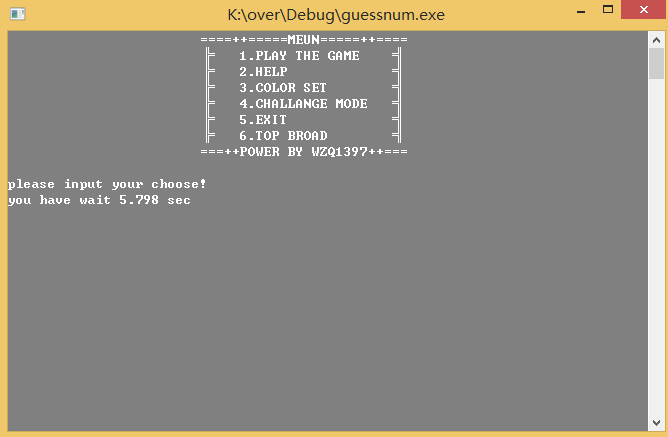 K:\over\Debug\guessnum.exe
====++=====MEUN=====++====
╠ 1.PLAY THE GAME ╣
╠ 2.HELP ╣
╠ 3.COLOR SET ╣
╠ 4.CHALLANGE MODE ╣
╠ 5.EXIT ╣
╠ 6.TOP BROAD ╣
===++POWER BY WZQ1397++===
please input your choose!
you have wait 5.798 sec